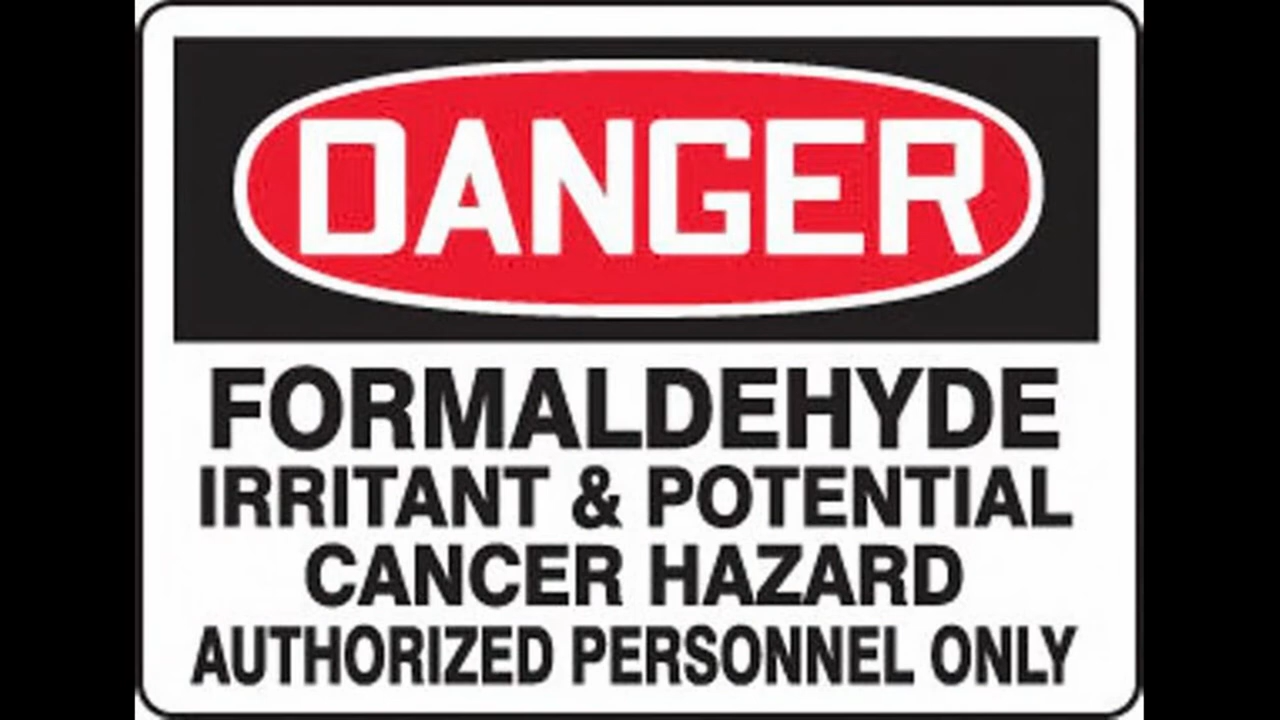 DANGER
FORMALDEHYDE
IRRITANT & POTENTIAL
CANCER HAZARD
AUTHORIZED PERSONNEL ONLY